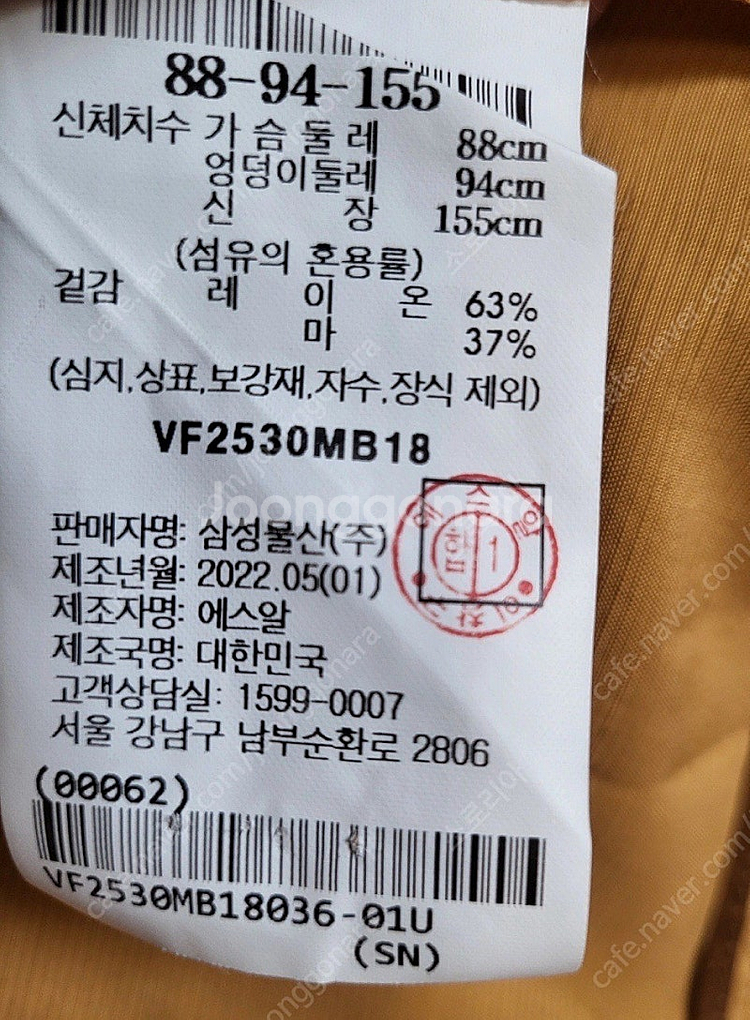 88-94-155
신체치수 가슴둘레 88cm
엉덩이둘레 94cm
신장 155cm
(섬유의 혼용률)
겉감 레이온 63%
마 37%
(심지,상표,보강재,자수,장식 제외)
VF2530MB18
판매자명: 삼성물산(주)
제조년월: 2022.05(01)
제조자명: 에스알
제조국명: 대한민국
고객상담실: 1599-0007
서울 강남구 남부순환로 2806
(00062)
VF2530MB18036-01U
(SN)
joonggonara
cafe.naver.com